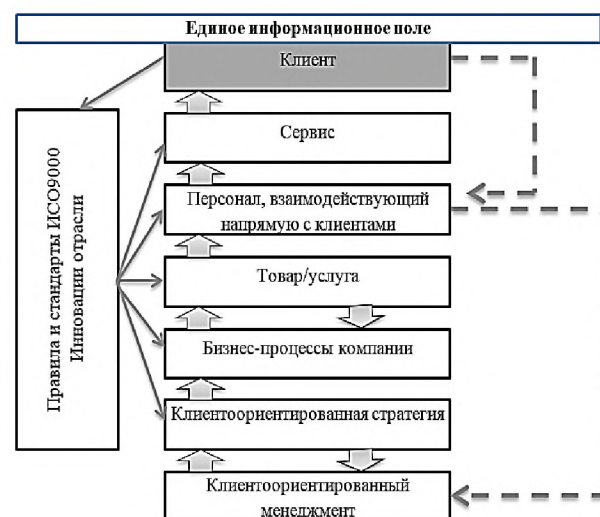 Единое информационное поле
Клиент
Сервис
Правила и стандарты ИСО9000
Инновации отрасли
Персонал, взаимодействующий
напрямую с клиентами
Товар/услуга
Бизнес-процессы компании
Клиентоориентированная стратегия
Клиентоориентированный
менеджмент